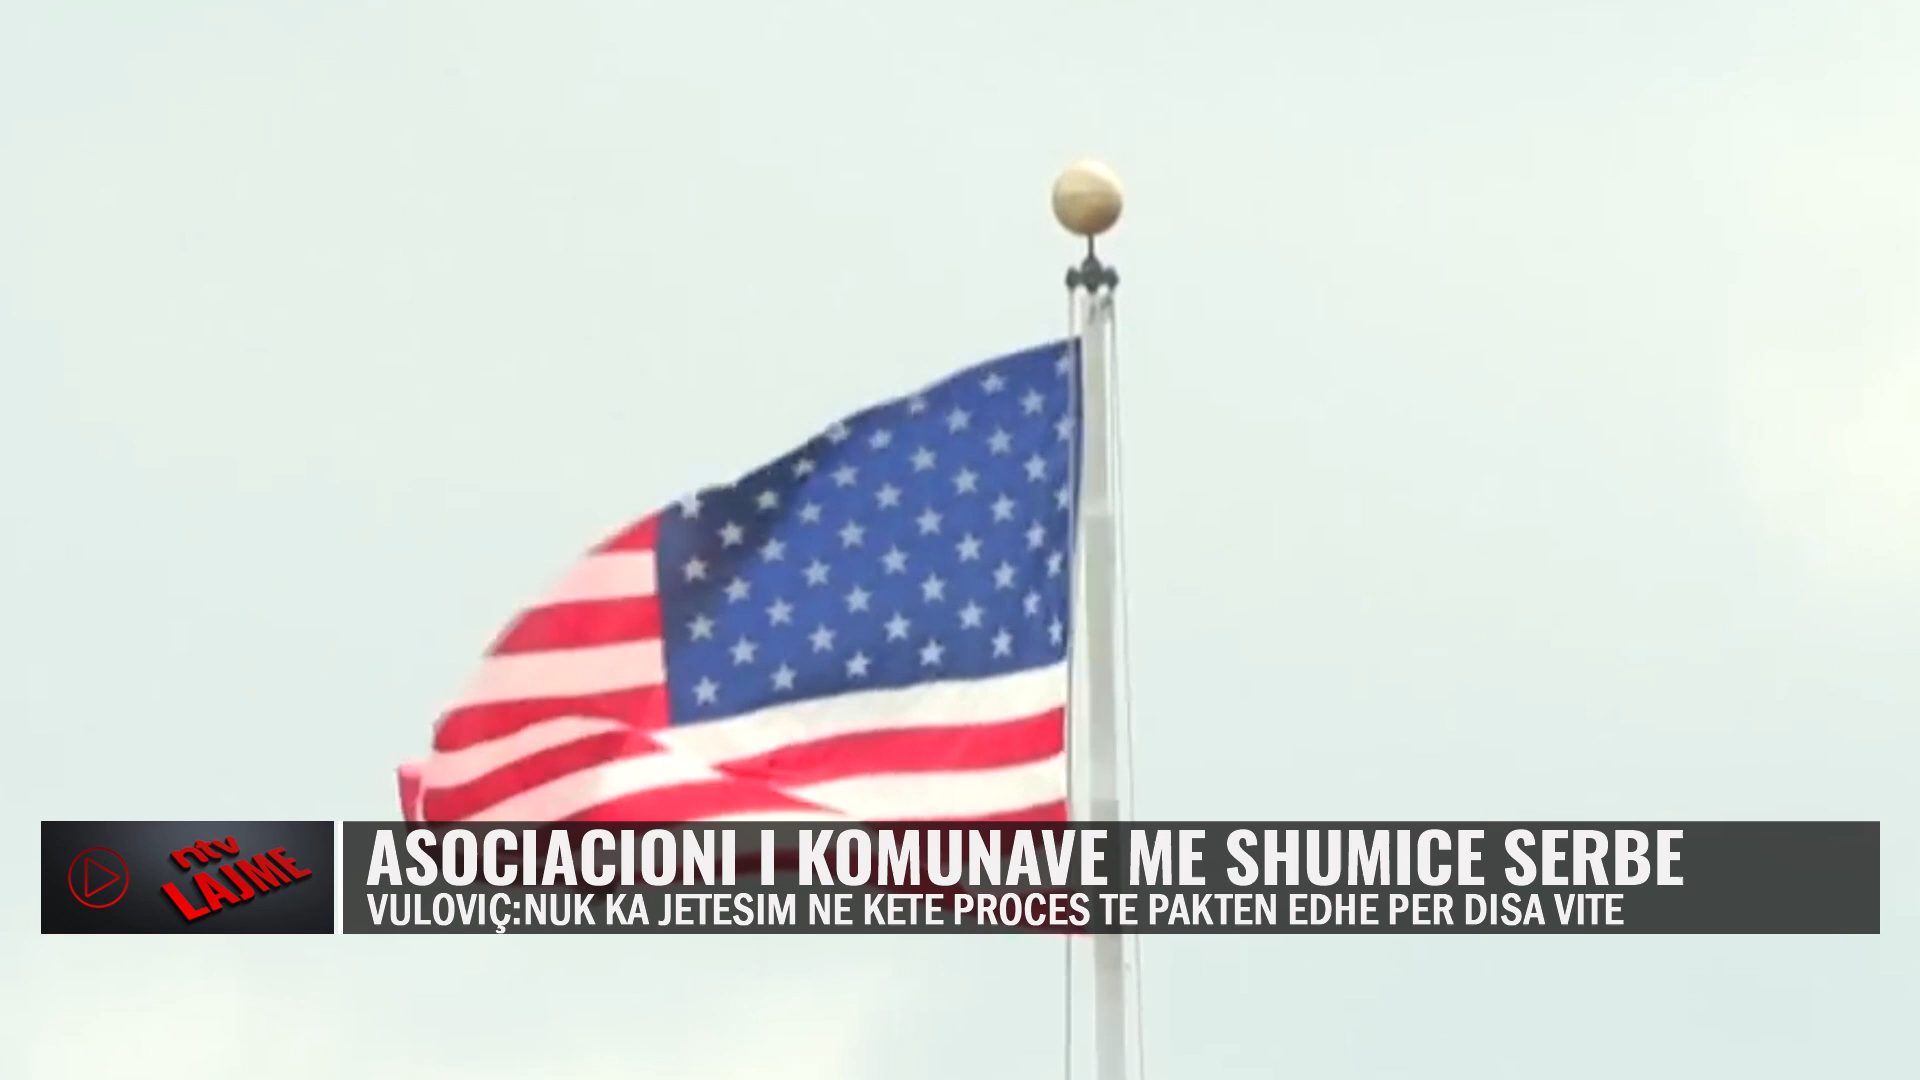 ntv
LAJME
ASOCIACIONI I KOMUNAVE ME SHUMICE SERBE
VULOVIÇ:NUK KA JETESIM NE KETE PROCES TE PAKTEN EDHE PER DISA VITE